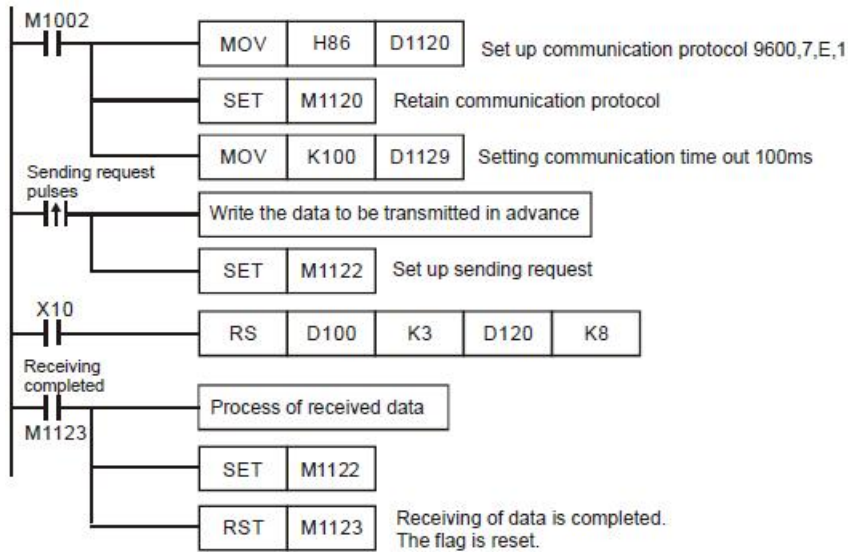 M1002
MOV H86 D1120 Set up communication protocol 9600,7,E,1
SET M1120 Retain communication protocol
MOV K100 D1129 Setting communication time out 100ms
Sending request
pulses
Write the data to be transmitted in advance
SET M1122 Set up sending request
X10
RS D100 K3 D120 K8
Receiving
completed
Process of received data
M1123
SET M1122
RST M1123 Receiving of data is completed.
The flag is reset.